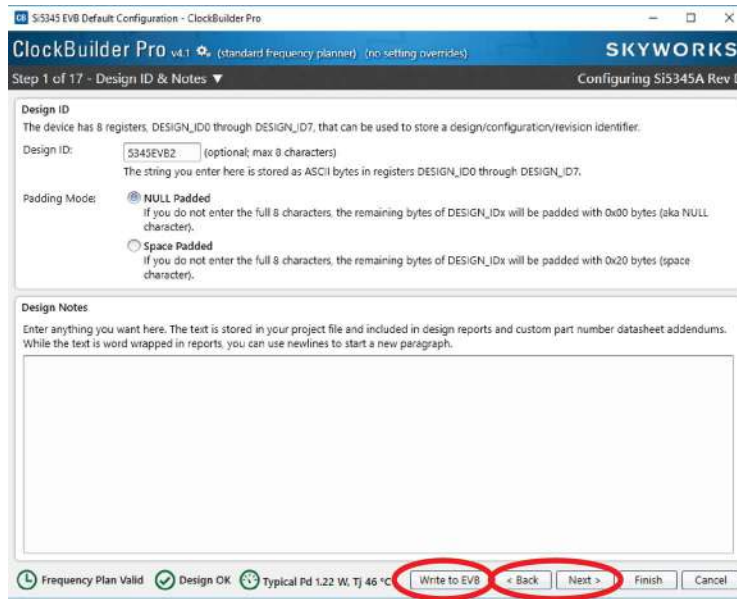 CB Si5345 EVB Default Configuration - ClockBuilder Pro
ClockBuilder Pro v4.1 (standard frequency planner) (no setting overrides) SKYWORKS
Step 1 of 17 - Design ID & Notes ▼ Configuring Si5345A Rev
Design ID
The device has 8 registers, DESIGN_ID0 through DESIGN_ID7, that can be used to store a design/configuration/revision identifier.
Design ID: 5345EVB2 (optional; max 8 characters)
The string you enter here is stored as ASCII bytes in registers DESIGN_ID0 through DESIGN_ID7.
Padding Mode: NULL Padded
If you do not enter the full 8 characters, the remaining bytes of DESIGN_IDx will be padded with 0x00 bytes (aka NULL
character).
Space Padded
If you do not enter the full 8 characters, the remaining bytes of DESIGN_IDx will be padded with 0x20 bytes (space
character).
Design Notes
Enter anything you want here. The text is stored in your project file and included in design reports and custom part number datasheet addendums.
While the text is word wrapped in reports, you can use newlines to start a new paragraph.
Frequency Plan Valid Design OK Typical Pd 1.22 W, Tj 46 °C Write to EVB < Back Next > Finish Cancel